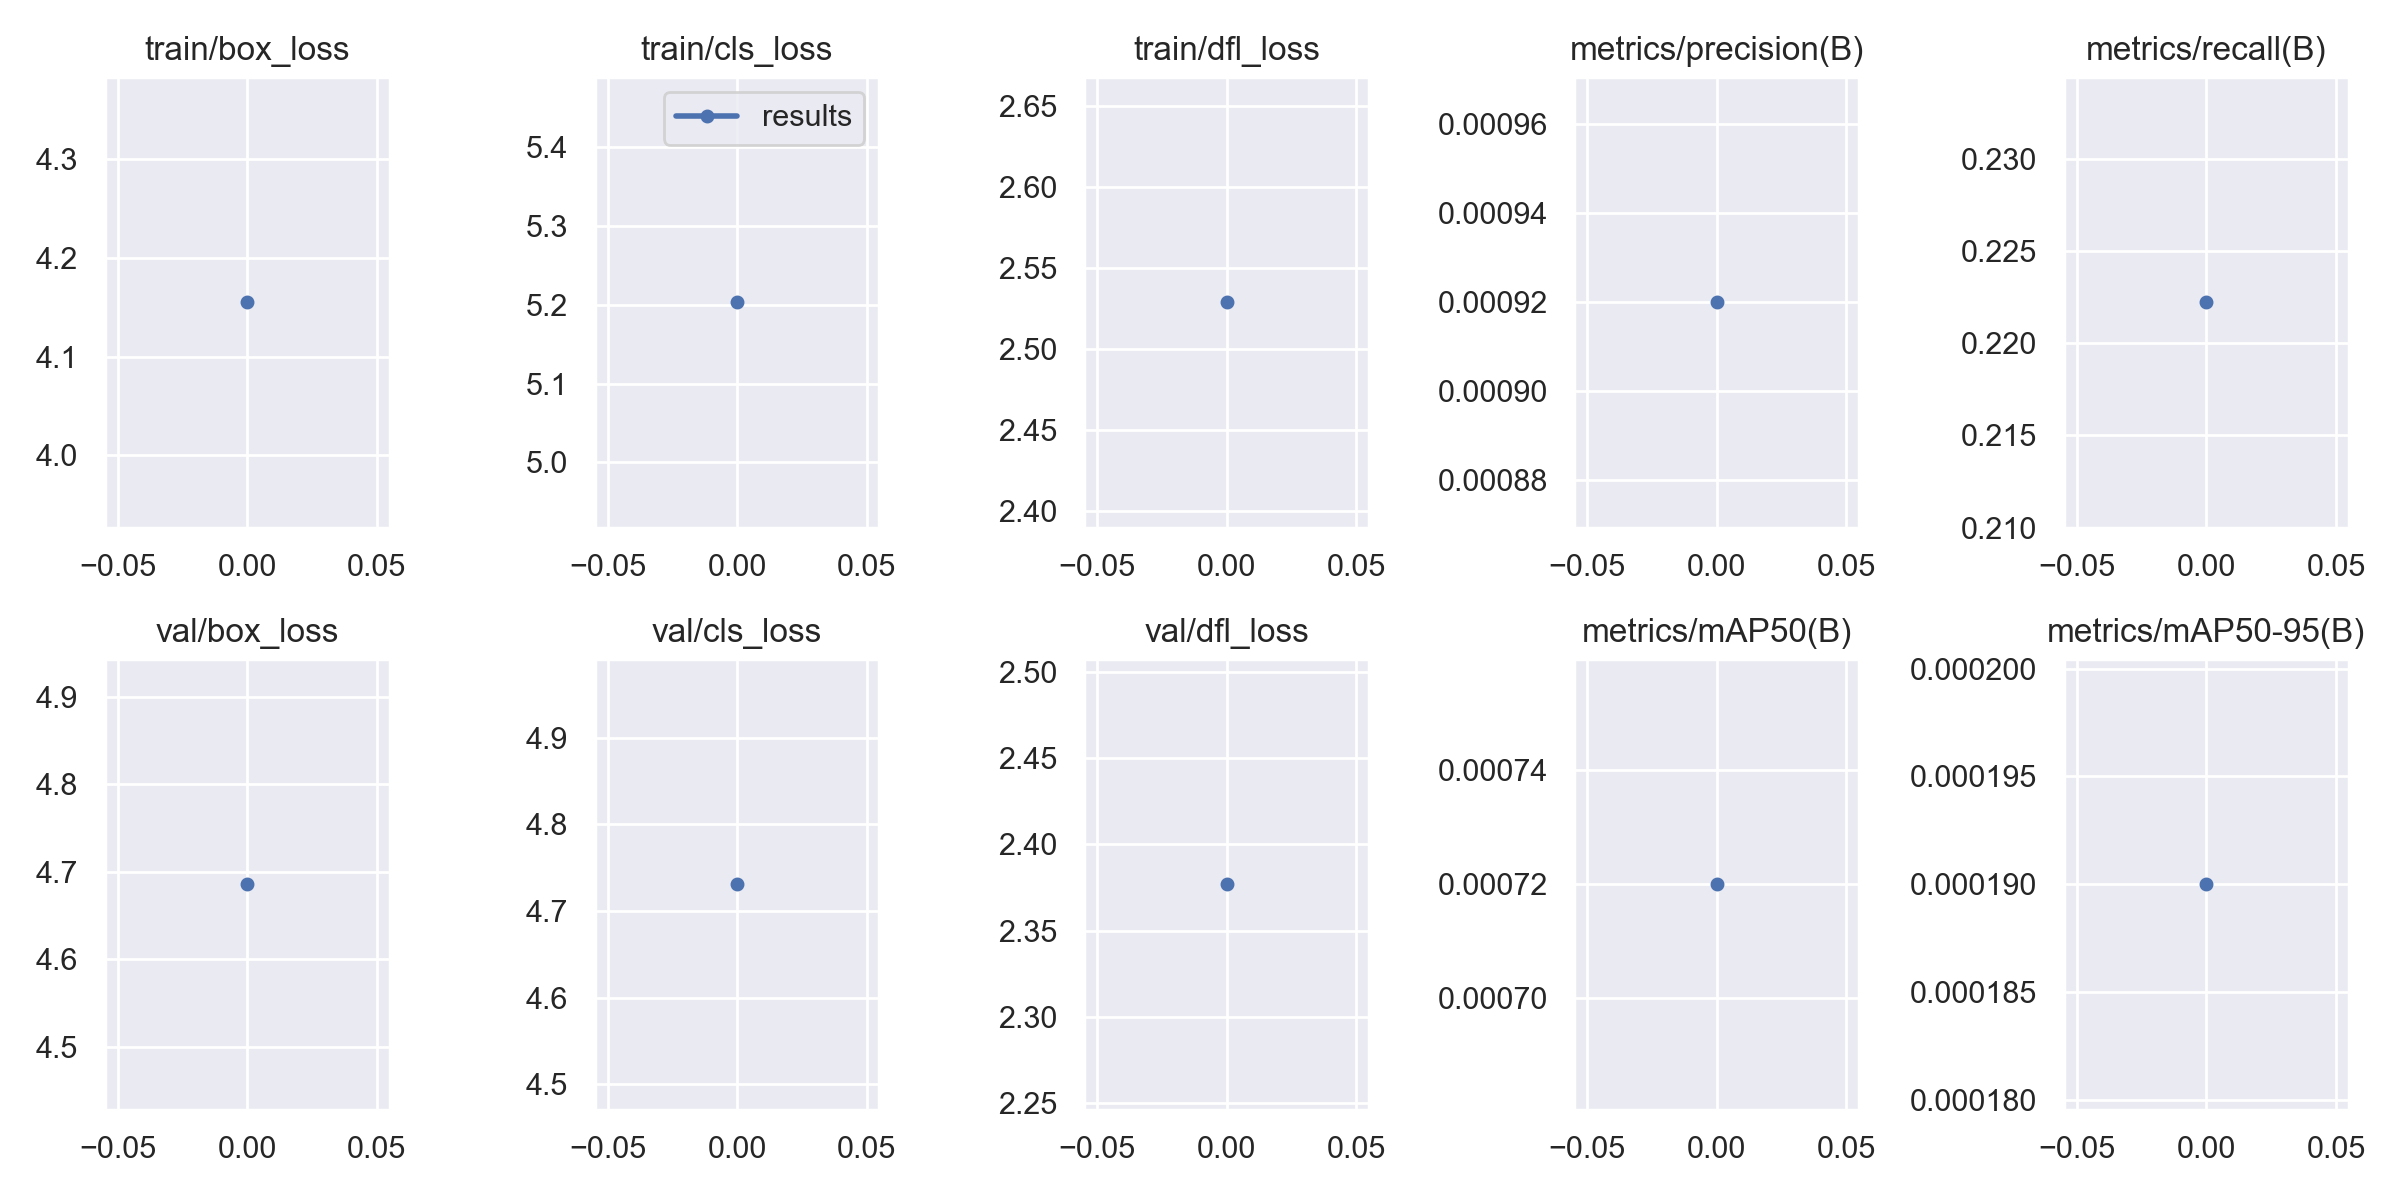 train/box_loss
train/cls_loss
train/dfl_loss
metrics/precision(B)
metrics/recall(B)
results
4.3
4.2
4.1
4.0
−0.05 0.00 0.05
5.4
5.3
5.2
5.1
5.0
−0.05 0.00 0.05
2.65
2.60
2.55
2.50
2.45
2.40
−0.05 0.00 0.05
0.00096
0.00094
0.00092
0.00090
0.00088
−0.05 0.00 0.05
0.230
0.225
0.220
0.215
0.210
−0.05 0.00 0.05
val/box_loss
val/cls_loss
val/dfl_loss
metrics/mAP50(B)
metrics/mAP50-95(B)
4.9
4.8
4.7
4.6
4.5
−0.05 0.00 0.05
4.9
4.8
4.7
4.6
4.5
−0.05 0.00 0.05
2.50
2.45
2.40
2.35
2.30
2.25
−0.05 0.00 0.05
0.00074
0.00072
0.00070
−0.05 0.00 0.05
0.000200
0.000195
0.000190
0.000185
0.000180
−0.05 0.00 0.05